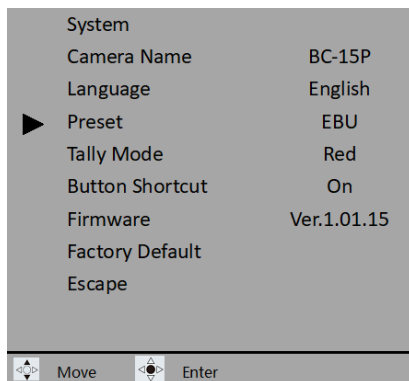 System
Camera Name BC-15P
Language English
Preset EBU
Tally Mode Red
Button Shortcut On
Firmware Ver.1.01.15
Factory Default
Escape
Move Enter